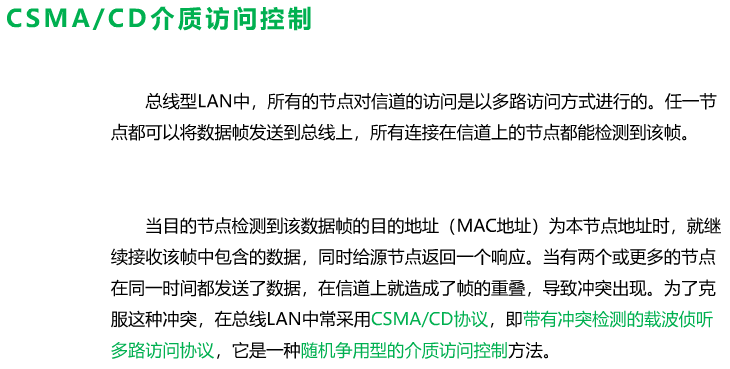 CSMA/CD介质访问控制
总线型LAN中，所有的节点对信道的访问是以多路访问方式进行的。任一节
点都可以将数据帧发送到总线上，所有连接在信道上的节点都能检测到该帧。
当目的节点检测到该数据帧的目的地址（MAC地址）为本节点地址时，就继
续接收该帧中包含的数据，同时给源节点返回一个响应。当有两个或更多的节点
在同一时间都发送了数据，在信道上就造成了帧的重叠，导致冲突出现。为了克
服这种冲突，在总线LAN中常采用CSMA/CD协议，即带有冲突检测的载波侦听
多路访问协议，它是一种随机争用型的介质访问控制方法。